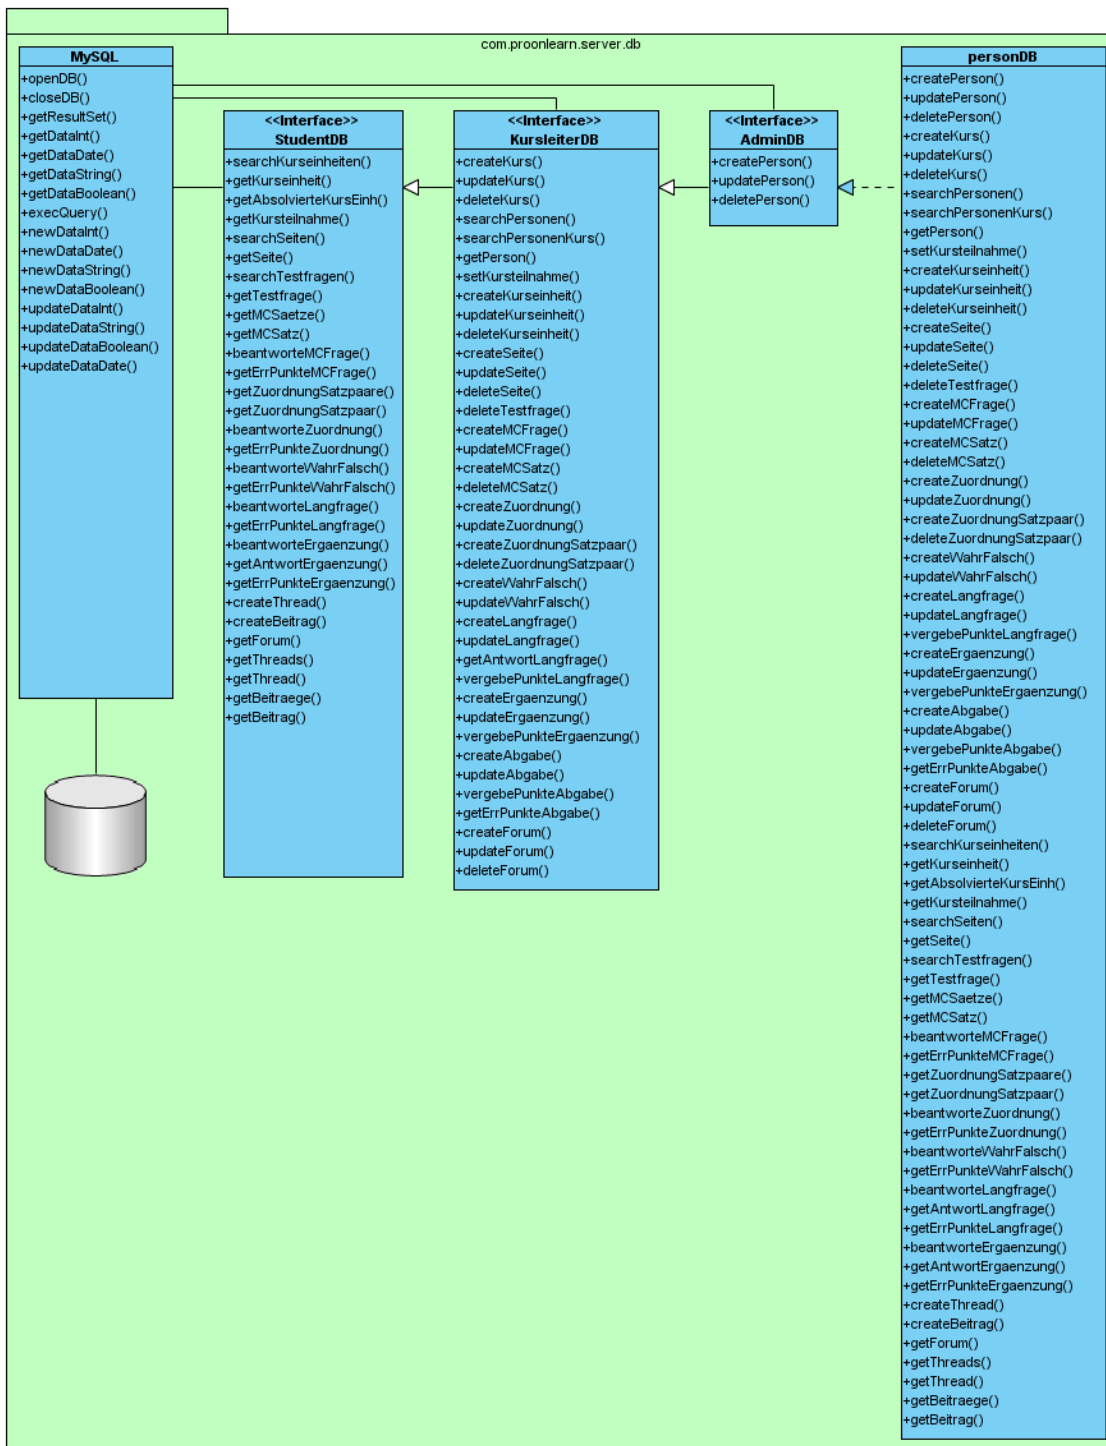 com.proonlearn.server.db
MySQL
+openDB()
+closeDB()
+getResultSet()
+getDataInt()
+getDataDate()
+getDataString()
+getDataBoolean()
+execQuery()
+newDataInt()
+newDataDate()
+newDataString()
+newDataBoolean()
+updateDataInt()
+updateDataString()
+updateDataBoolean()
+updateDataDate()
<<Interface>>
StudentDB
+searchKurseinheiten()
+getKurseinheit()
+getAbsolvierteKursEinh()
+getKursteilnahme()
+searchSeiten()
+getSeite()
+searchTestfragen()
+getTestfrage()
+getMCSaetze()
+getMCSatz()
+beantworteMCFrage()
+getErrPunkteMCFrage()
+getZuordnungSatzpaare()
+getZuordnungSatzpaar()
+beantworteZuordnung()
+getErrPunkteZuordnung()
+beantworteWahrFalsch()
+getErrPunkteWahrFalsch()
+beantworteLangfrage()
+getErrPunkteLangfrage()
+beantworteErgaenzung()
+getAntwortErgaenzung()
+getErrPunkteErgaenzung()
+createThread()
+createBeitrag()
+getForum()
+getThreads()
+getThread()
+getBeitraege()
+getBeitrag()
<<Interface>>
KursleiterDB
+createKurs()
+updateKurs()
+deleteKurs()
+searchPersonen()
+searchPersonenKurs()
+getPerson()
+setKursteilnahme()
+createKurseinheit()
+updateKurseinheit()
+deleteKurseinheit()
+createSeite()
+updateSeite()
+deleteSeite()
+deleteTestfrage()
+createMCFrage()
+updateMCFrage()
+createMCSatz()
+deleteMCSatz()
+createZuordnung()
+updateZuordnung()
+createZuordnungSatzpaar()
+deleteZuordnungSatzpaar()
+createWahrFalsch()
+updateWahrFalsch()
+createLangfrage()
+updateLangfrage()
+getAntwortLangfrage()
+vergebePunkteLangfrage()
+createErgaenzung()
+updateErgaenzung()
+vergebePunkteErgaenzung()
+createAbgabe()
+updateAbgabe()
+vergebePunkteAbgabe()
+getErrPunkteAbgabe()
+createForum()
+updateForum()
+deleteForum()
<<Interface>>
AdminDB
+createPerson()
+updatePerson()
+deletePerson()
personDB
+createPerson()
+updatePerson()
+deletePerson()
+createKurs()
+updateKurs()
+deleteKurs()
+searchPersonen()
+searchPersonenKurs()
+getPerson()
+setKursteilnahme()
+createKurseinheit()
+updateKurseinheit()
+deleteKurseinheit()
+createSeite()
+updateSeite()
+deleteSeite()
+deleteTestfrage()
+createMCFrage()
+updateMCFrage()
+createMCSatz()
+deleteMCSatz()
+createZuordnung()
+updateZuordnung()
+createZuordnungSatzpaar()
+deleteZuordnungSatzpaar()
+createWahrFalsch()
+updateWahrFalsch()
+createLangfrage()
+updateLangfrage()
+vergebePunkteLangfrage()
+createErgaenzung()
+updateErgaenzung()
+vergebePunkteErgaenzung()
+createAbgabe()
+updateAbgabe()
+vergebePunkteAbgabe()
+getErrPunkteAbgabe()
+createForum()
+updateForum()
+deleteForum()
+searchKurseinheiten()
+getKurseinheit()
+getAbsolvierteKursEinh()
+getKursteilnahme()
+searchSeiten()
+getSeite()
+searchTestfragen()
+getTestfrage()
+getMCSaetze()
+getMCSatz()
+beantworteMCFrage()
+getErrPunkteMCFrage()
+getZuordnungSatzpaare()
+getZuordnungSatzpaar()
+beantworteZuordnung()
+getErrPunkteZuordnung()
+beantworteWahrFalsch()
+getErrPunkteWahrFalsch()
+beantworteLangfrage()
+getAntwortLangfrage()
+getErrPunkteLangfrage()
+beantworteErgaenzung()
+getAntwortErgaenzung()
+getErrPunkteErgaenzung()
+createThread()
+createBeitrag()
+getForum()
+getThreads()
+getThread()
+getBeitraege()
+getBeitrag()